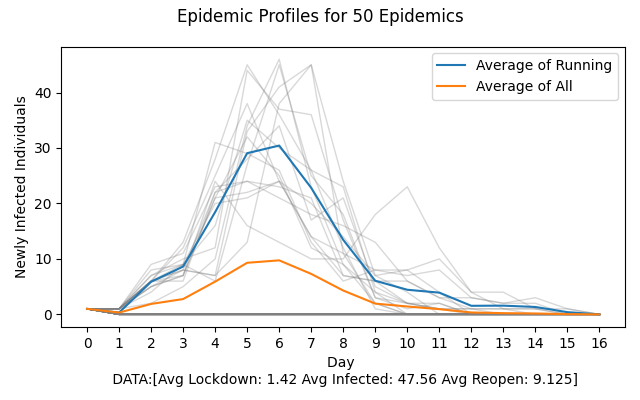 Epidemic Profiles for 50 Epidemics
Average of Running
Average of All
Newly Infected Individuals
40
30
20
10
0
0 1 2 3 4 5 6 7 8 9 10 11 12 13 14 15 16
Day
DATA:[Avg Lockdown: 1.42 Avg Infected: 47.56 Avg Reopen: 9.125]